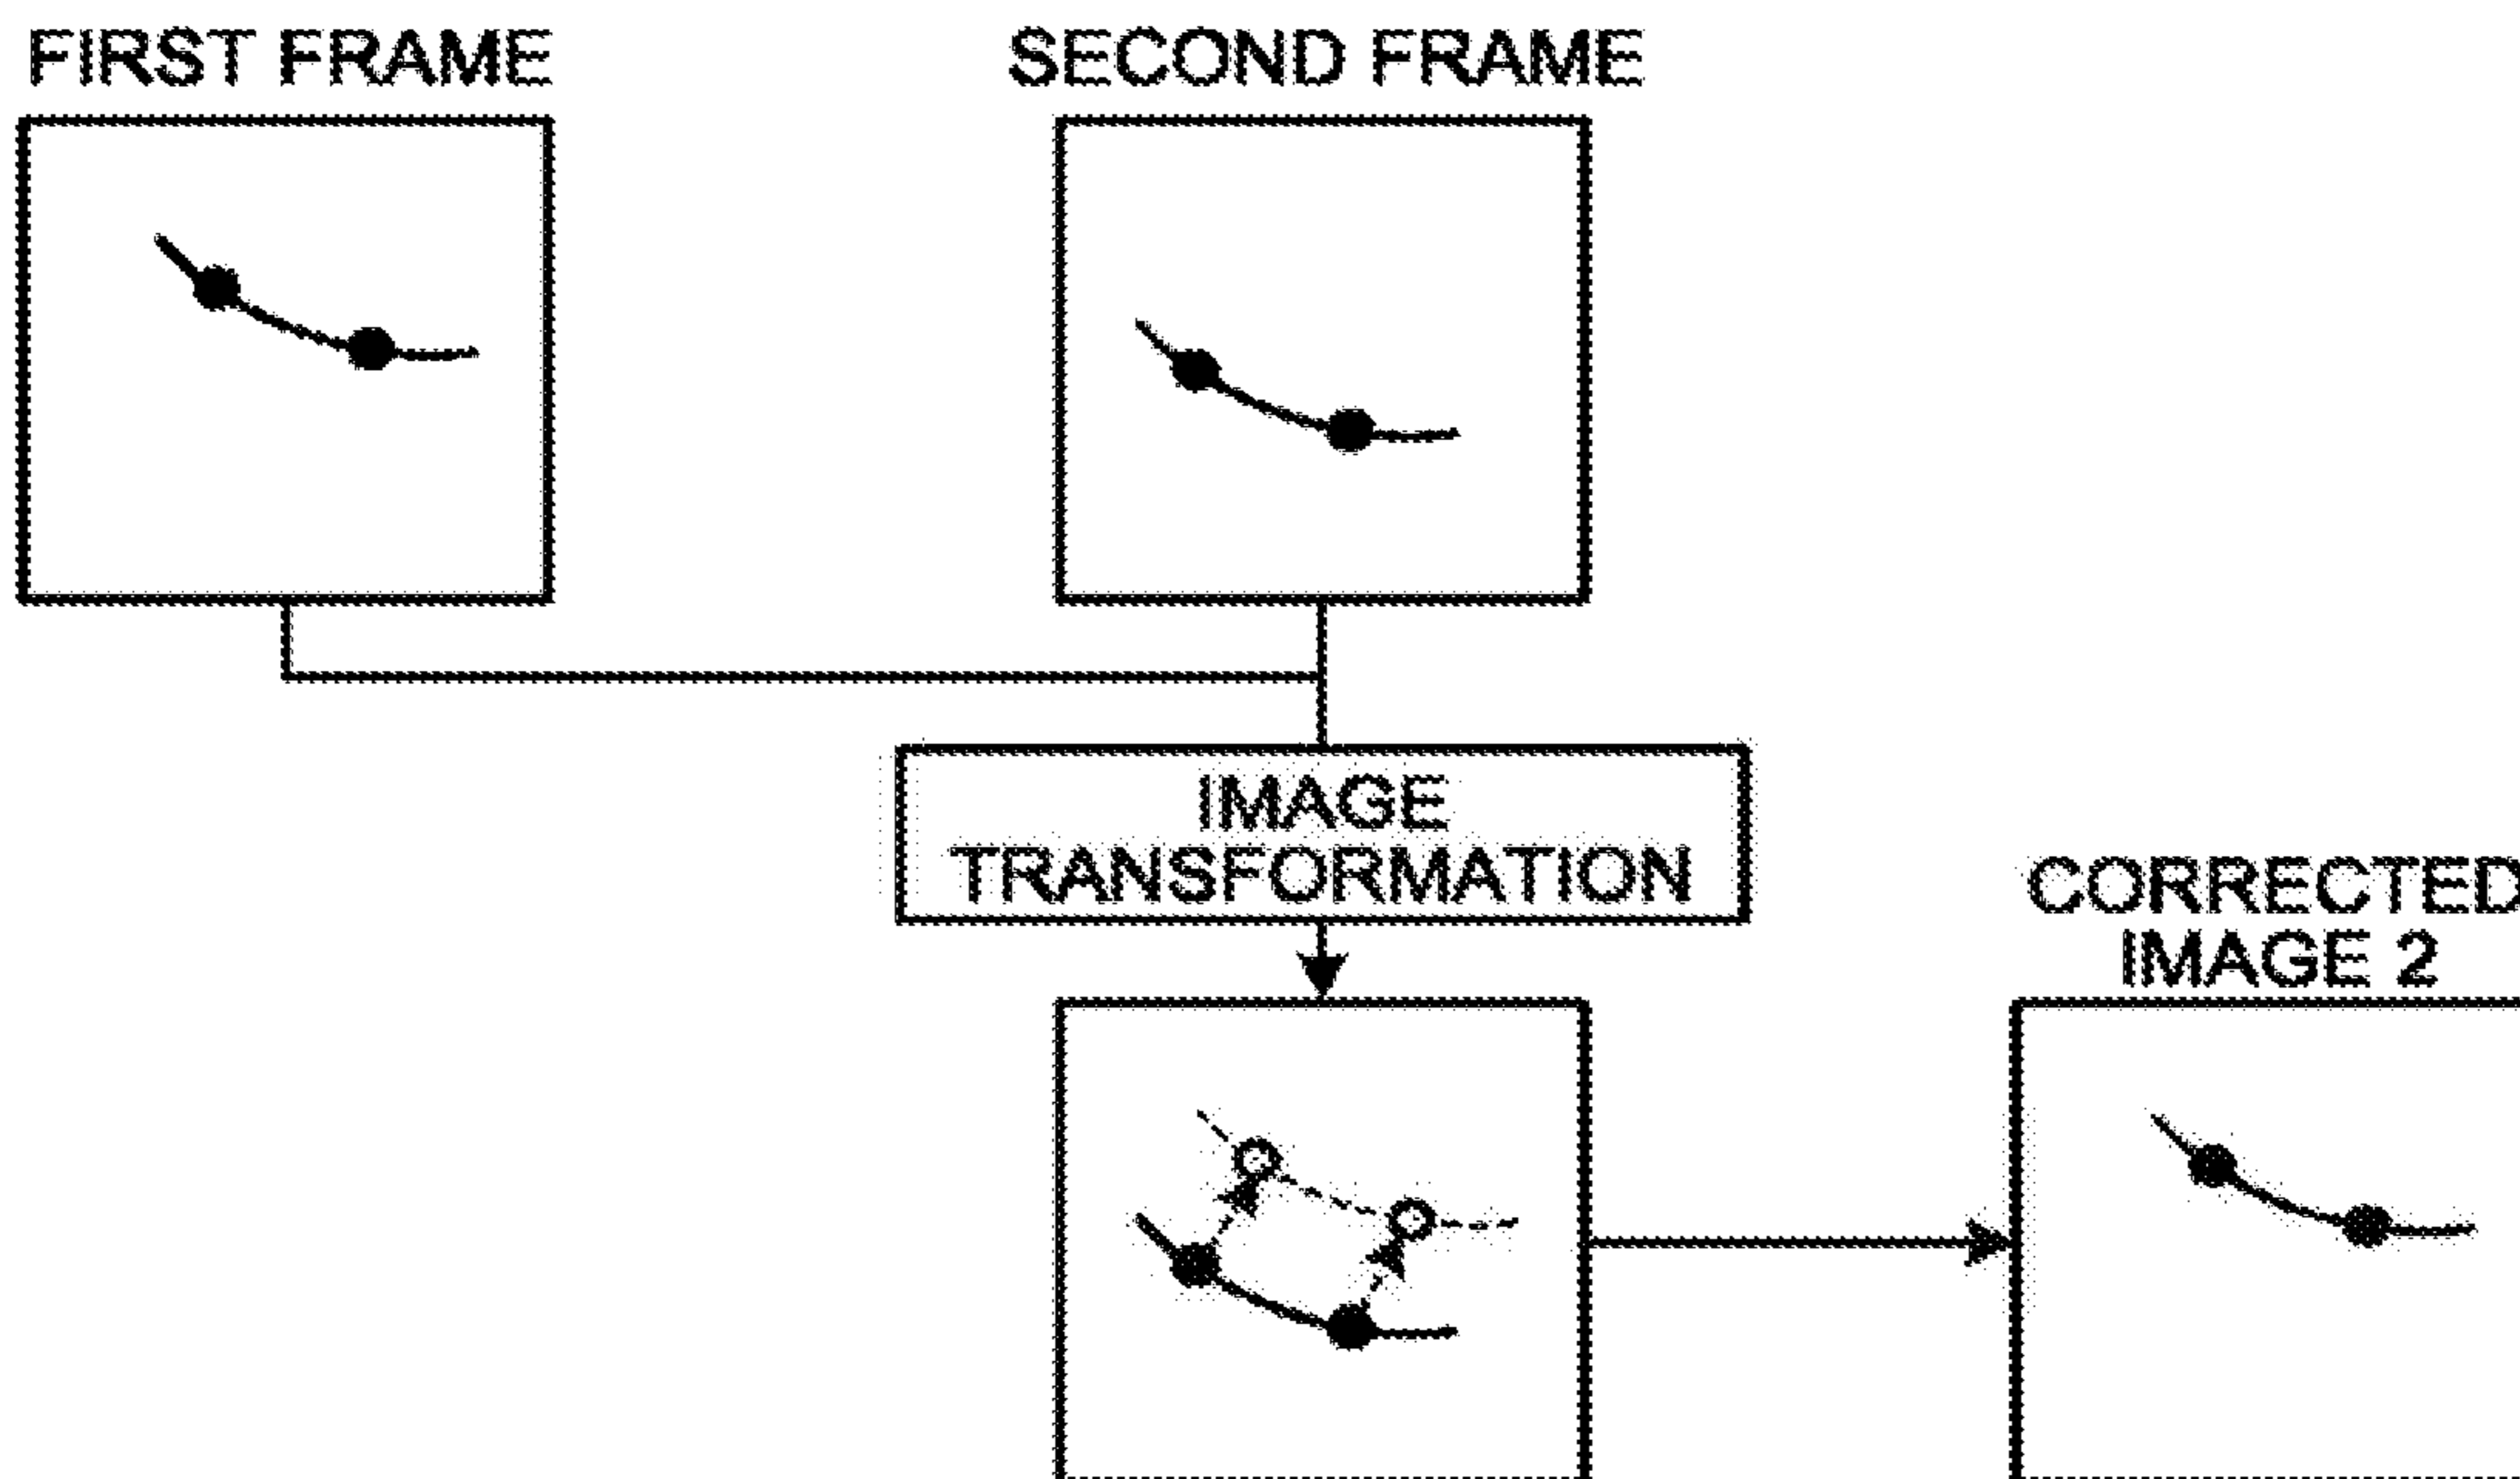 FIRST FRAME
SECOND FRAME
IMAGE
TRANSFORMATION
CORRECTED
IMAGE 2